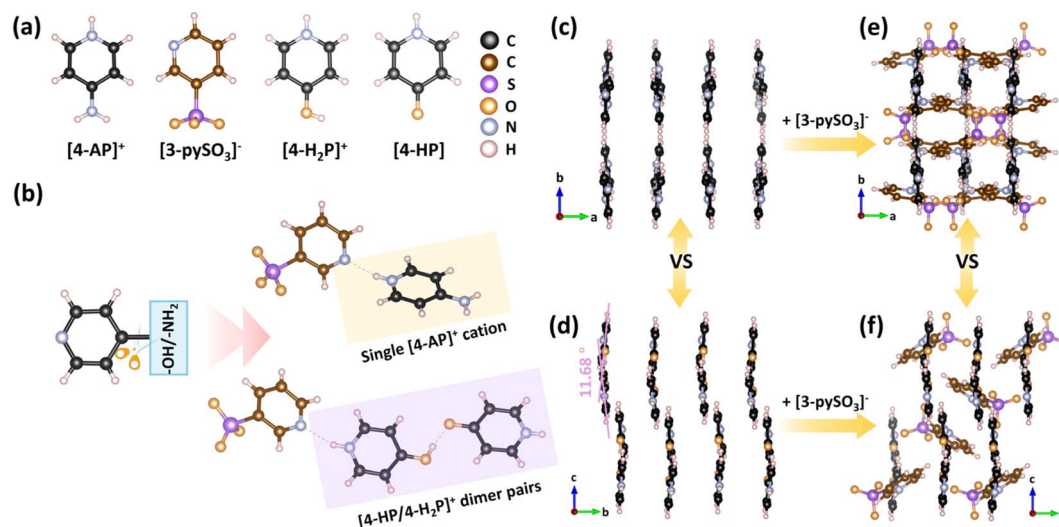 (a)
[4-AP]⁺
[3-pySO₃]⁻
[4-H₂P]⁺
[4-HP]
C
C
S
O
N
H
(b)
-OH/-NH₂
Single [4-AP]⁺ cation
[4-HP/4-H₂P]⁺ dimer pairs
(c)
b
a
+ [3-pySO₃]⁻
(e)
b
a
VS
VS
(d)
11.68°
c
b
+ [3-pySO₃]⁻
(f)
c